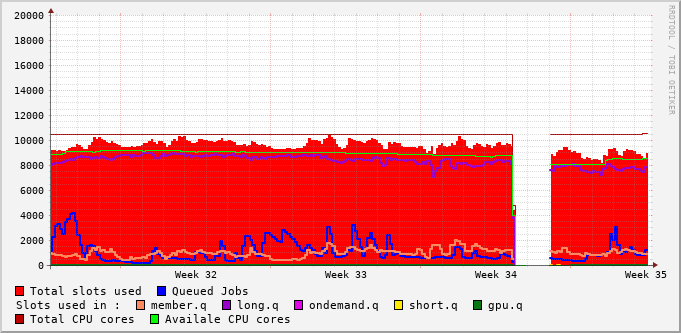 20000
18000
16000
14000
12000
10000
8000
6000
4000
2000
0
Week 32 Week 33 Week 34 Week 35
RRDTOOL / TOBI OETIKER
Total slots used Queued Jobs
Slots used in : member.q long.q ondemand.q short.q gpu.q
Total CPU cores Availale CPU cores